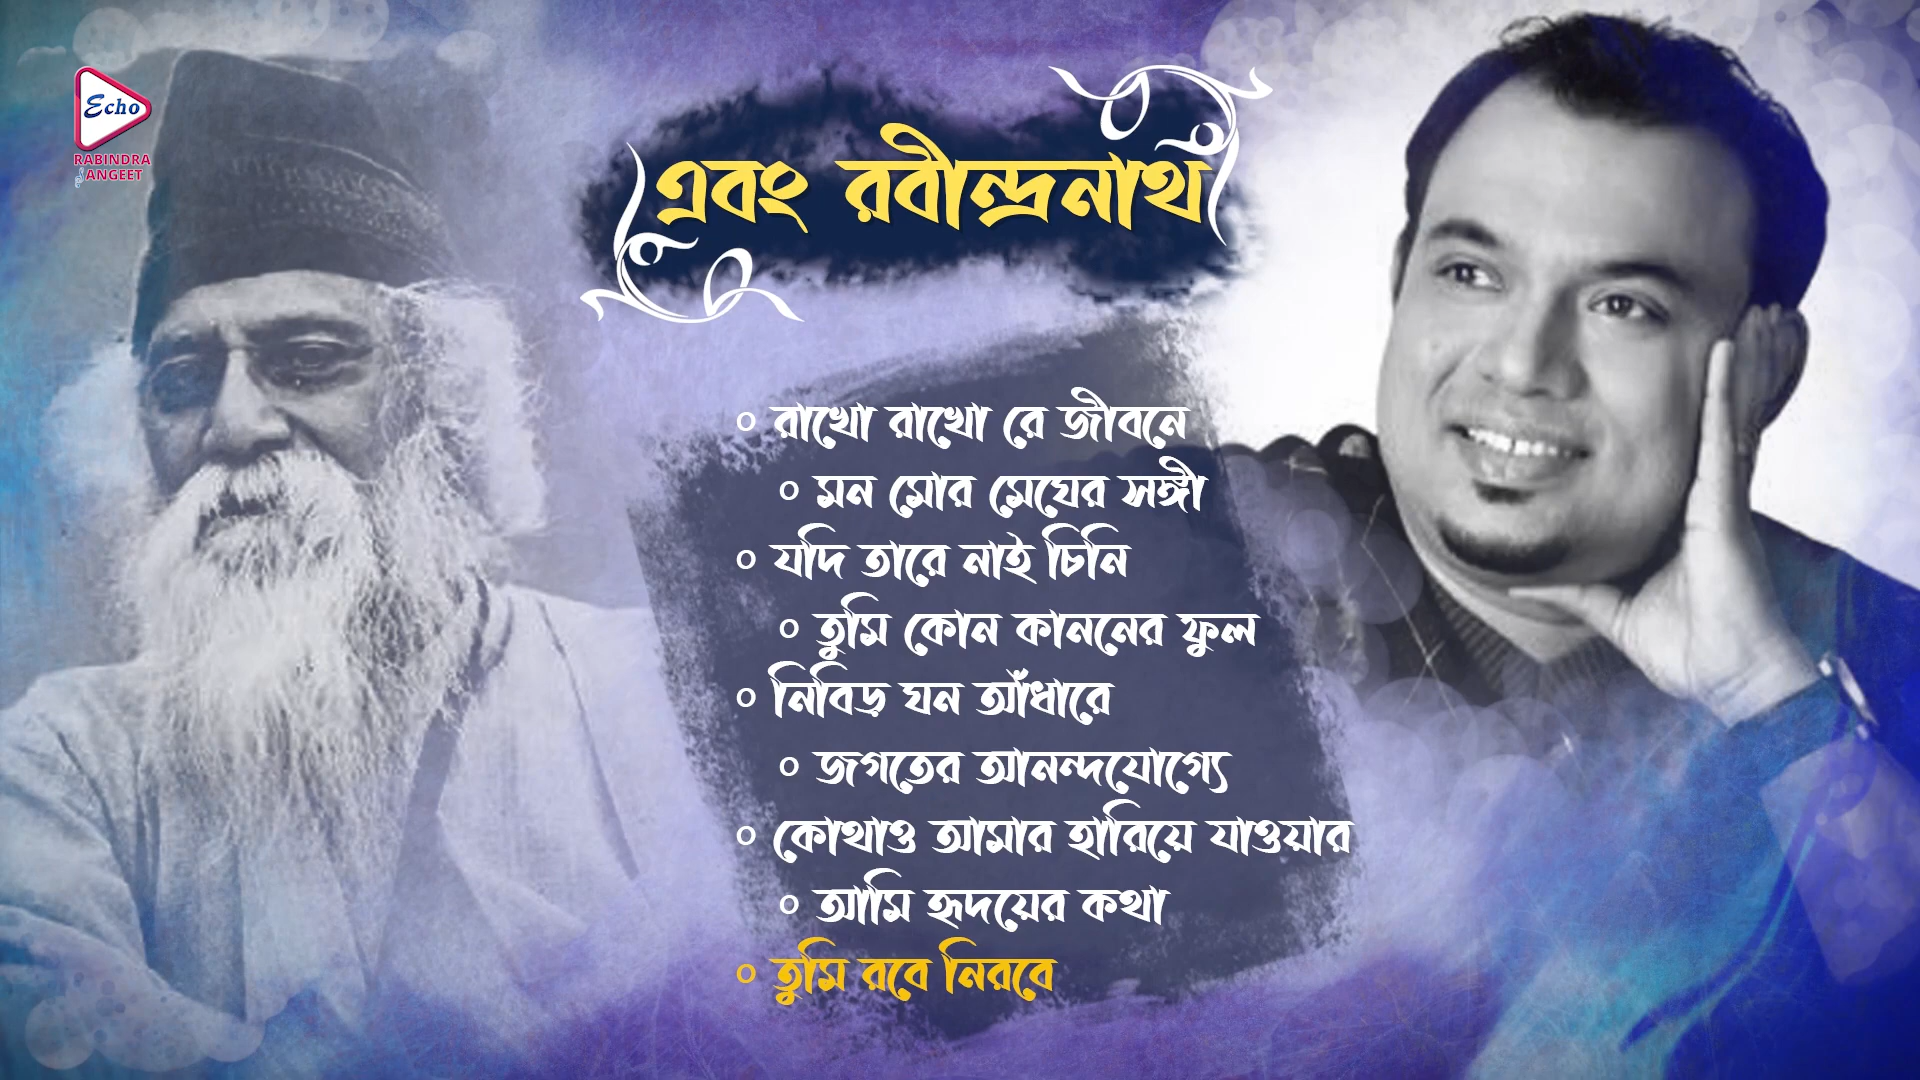 Echo
RABINDRA
SANGEET
এবং রবীন্দ্রনাথ
রাখো রাখো রে জীবনে
মন মোর মেঘের সঙ্গী
যদি তারে নাই চিনি
তুমি কোন কাননের ফুল
নিবিড় ঘন আঁধারে
জগতের আনন্দযোগ্যে
কোথাও আমার হারিয়ে যাওয়ার
আমি হৃদয়ের কথা
তুমি রবে নিরবে